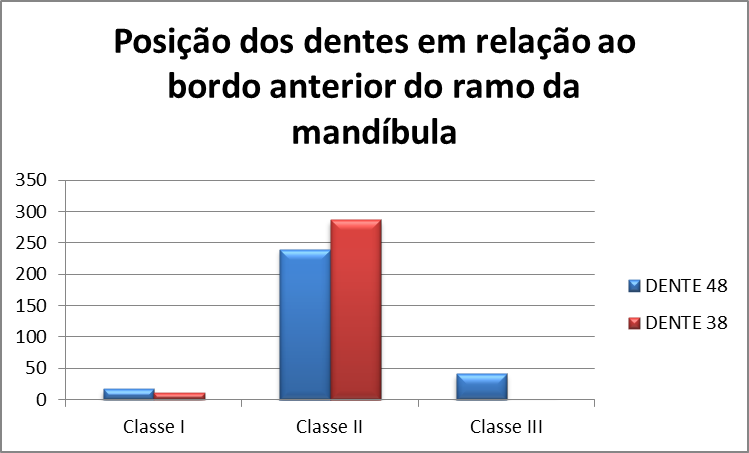 Posição dos dentes em relação ao
bordo anterior do ramo da
mandíbula
350
300
250
200
150
100
50
0
Classe I
Classe II
Classe III
DENTE 48
DENTE 38